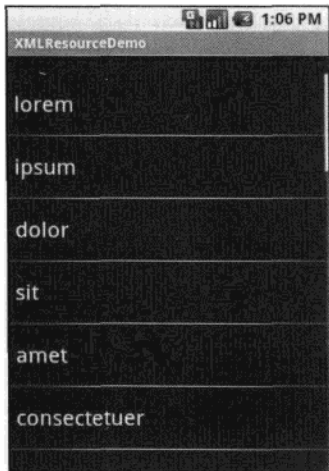 1:06 PM
XMLResourceDemo
lorem
ipsum
dolor
sit
amet
consectetuer